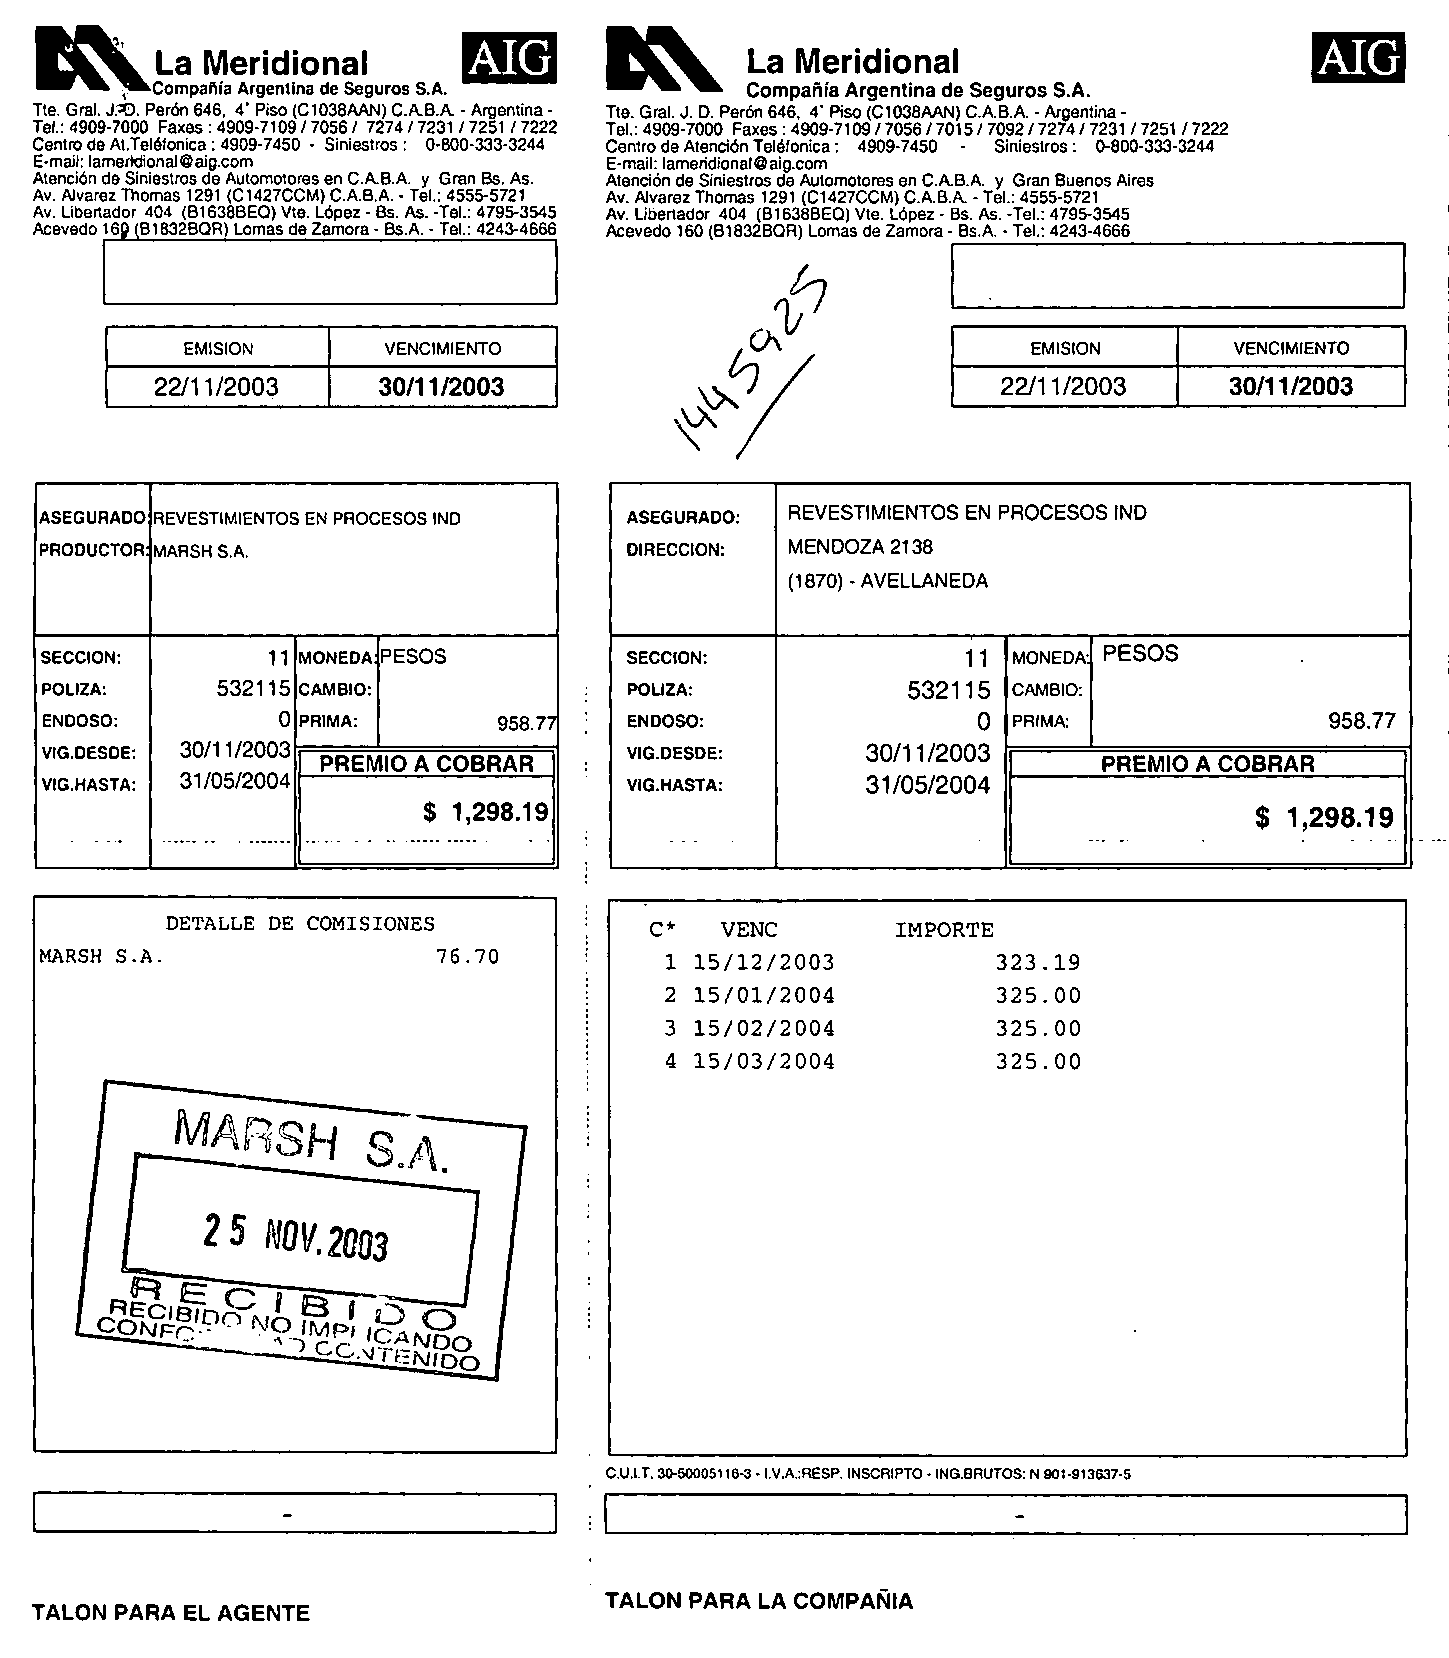 La Meridional
AIG
Compañía Argentina de Seguros S.A.
Tte. Gral. J. D. Perón 646, 4° Piso (C1038AAN) C.A.B.A. - Argentina -
Tel.: 4909-7000 Faxes : 4909-7109 / 7056 / 7274 / 7231 / 7251 / 7222
Centro de At.Teléfonica : 4909-7450 - Siniestros : 0-800-333-3244
E-mail: lameridional@aig.com
Atención de Siniestros de Automotores en C.A.B.A. y Gran Bs. As.
Av. Alvarez Thomas 1291 (C1427CCM) C.A.B.A. - Tel.: 4555-5721
Av. Libertador 404 (B1638BEQ) Vte. López - Bs. As. -Tel.: 4795-3545
Acevedo 160 (B1832BQR) Lomas de Zamora - Bs.A. - Tel.: 4243-4666
EMISION VENCIMIENTO
22/11/2003 30/11/2003
ASEGURADO: REVESTIMIENTOS EN PROCESOS IND
PRODUCTOR: MARSH S.A.
SECCION: 11 MONEDA: PESOS
POLIZA: 532115 CAMBIO:
ENDOSO: 0 PRIMA: 958.77
VIG.DESDE: 30/11/2003 PREMIO A COBRAR
VIG.HASTA: 31/05/2004
$ 1,298.19
DETALLE DE COMISIONES
MARSH S.A. 76.70
MARSH S.A.
25 NOV. 2003
RECIBIDO
RECIBIDO NO IMPLICANDO
CONTENIDO
-
TALON PARA EL AGENTE
La Meridional
AIG
Compañía Argentina de Seguros S.A.
Tte. Gral. J. D. Perón 646, 4° Piso (C1038AAN) C.A.B.A. - Argentina -
Tel.: 4909-7000 Faxes : 4909-7109 / 7056 / 7015 / 7092 / 7274 / 7231 / 7251 / 7222
Centro de Atención Teléfonica : 4909-7450 - Siniestros : 0-800-333-3244
E-mail: lameridional@aig.com
Atención de Siniestros de Automotores en C.A.B.A. y Gran Buenos Aires
Av. Alvarez Thomas 1291 (C1427CCM) C.A.B.A. - Tel.: 4555-5721
Av. Libertador 404 (B1638BEQ) Vte. López - Bs. As. -Tel.: 4795-3545
Acevedo 160 (B1832BQR) Lomas de Zamora - Bs.A. - Tel.: 4243-4666
1445925
EMISION VENCIMIENTO
22/11/2003 30/11/2003
ASEGURADO: REVESTIMIENTOS EN PROCESOS IND
DIRECCION: MENDOZA 2138
(1870) - AVELLANEDA
SECCION: 11 MONEDA: PESOS
POLIZA: 532115 CAMBIO:
ENDOSO: 0 PRIMA: 958.77
VIG.DESDE: 30/11/2003 PREMIO A COBRAR
VIG.HASTA: 31/05/2004
$ 1,298.19
C* VENC IMPORTE
1 15/12/2003 323.19
2 15/01/2004 325.00
3 15/02/2004 325.00
4 15/03/2004 325.00
C.U.I.T. 30-50005116-3 - I.V.A.:RESP. INSCRIPTO - ING.BRUTOS: N 901-913637-5
-
TALON PARA LA COMPAÑIA